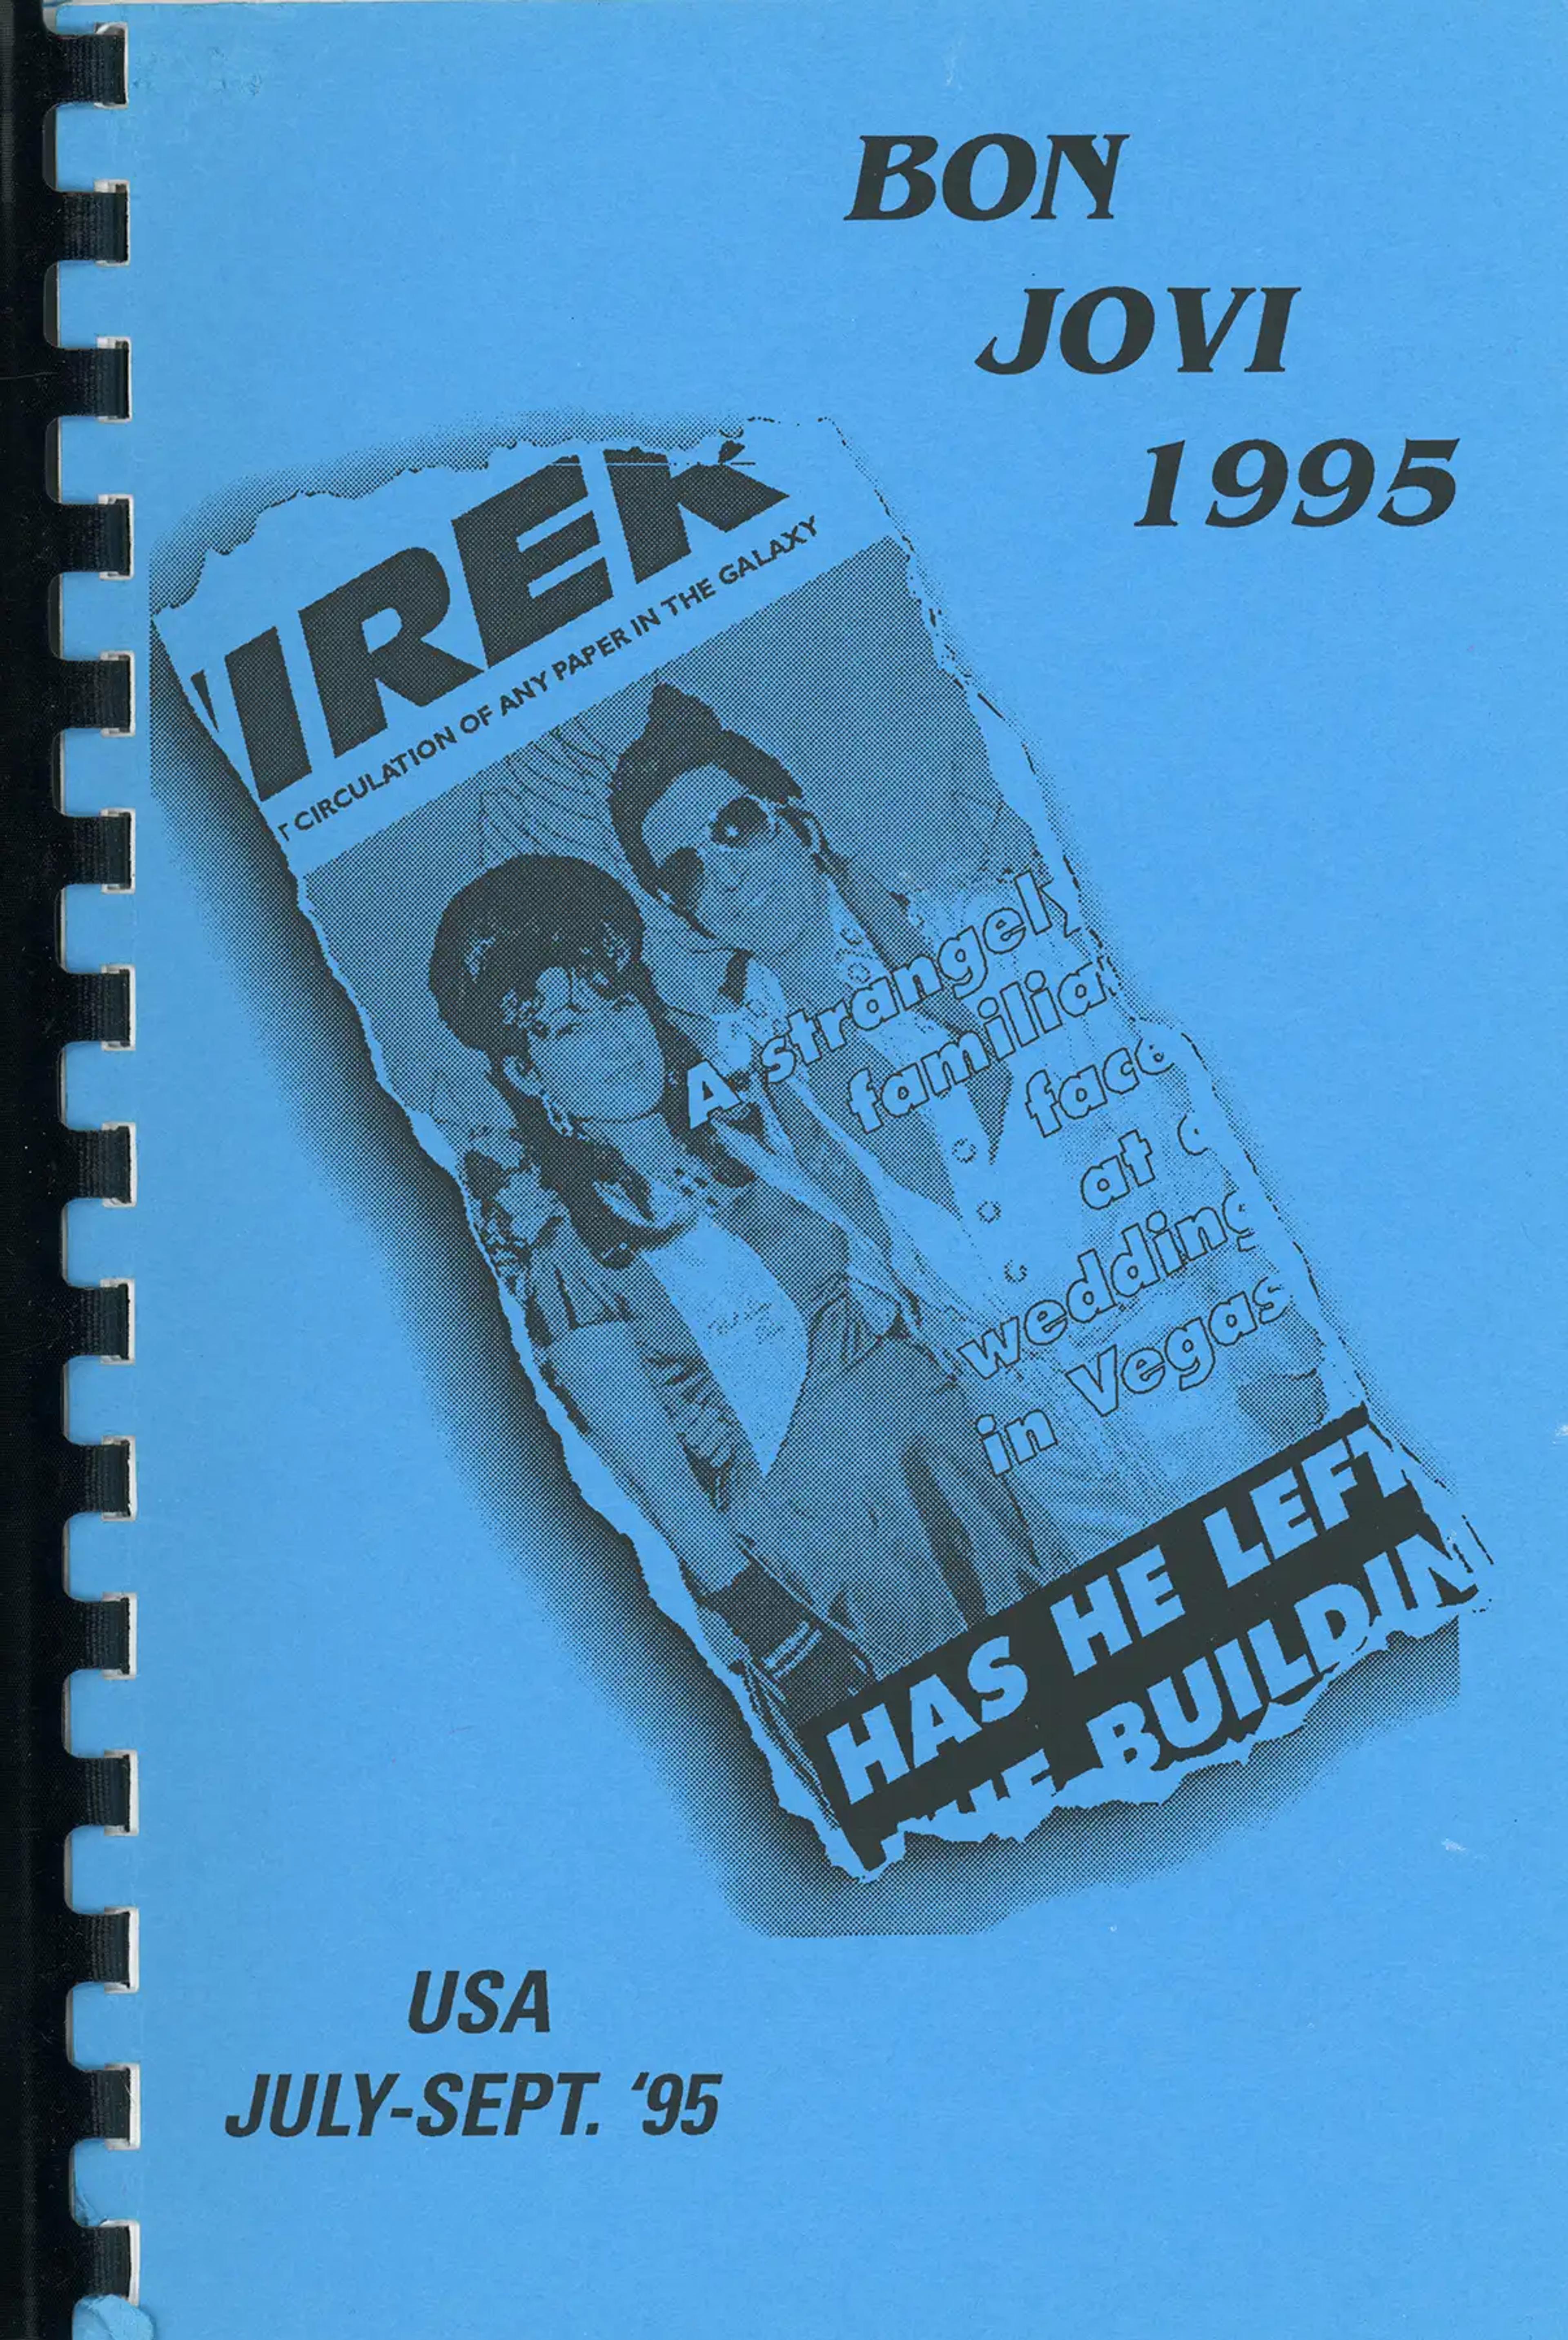 BON
JOVI
1995
IREK
T CIRCULATION OF ANY PAPER IN THE GALAXY
A strangely
familiar
face
at a
wedding
in Vegas
HAS HE LEFT
THE BUILDIN
USA
JULY-SEPT. '95